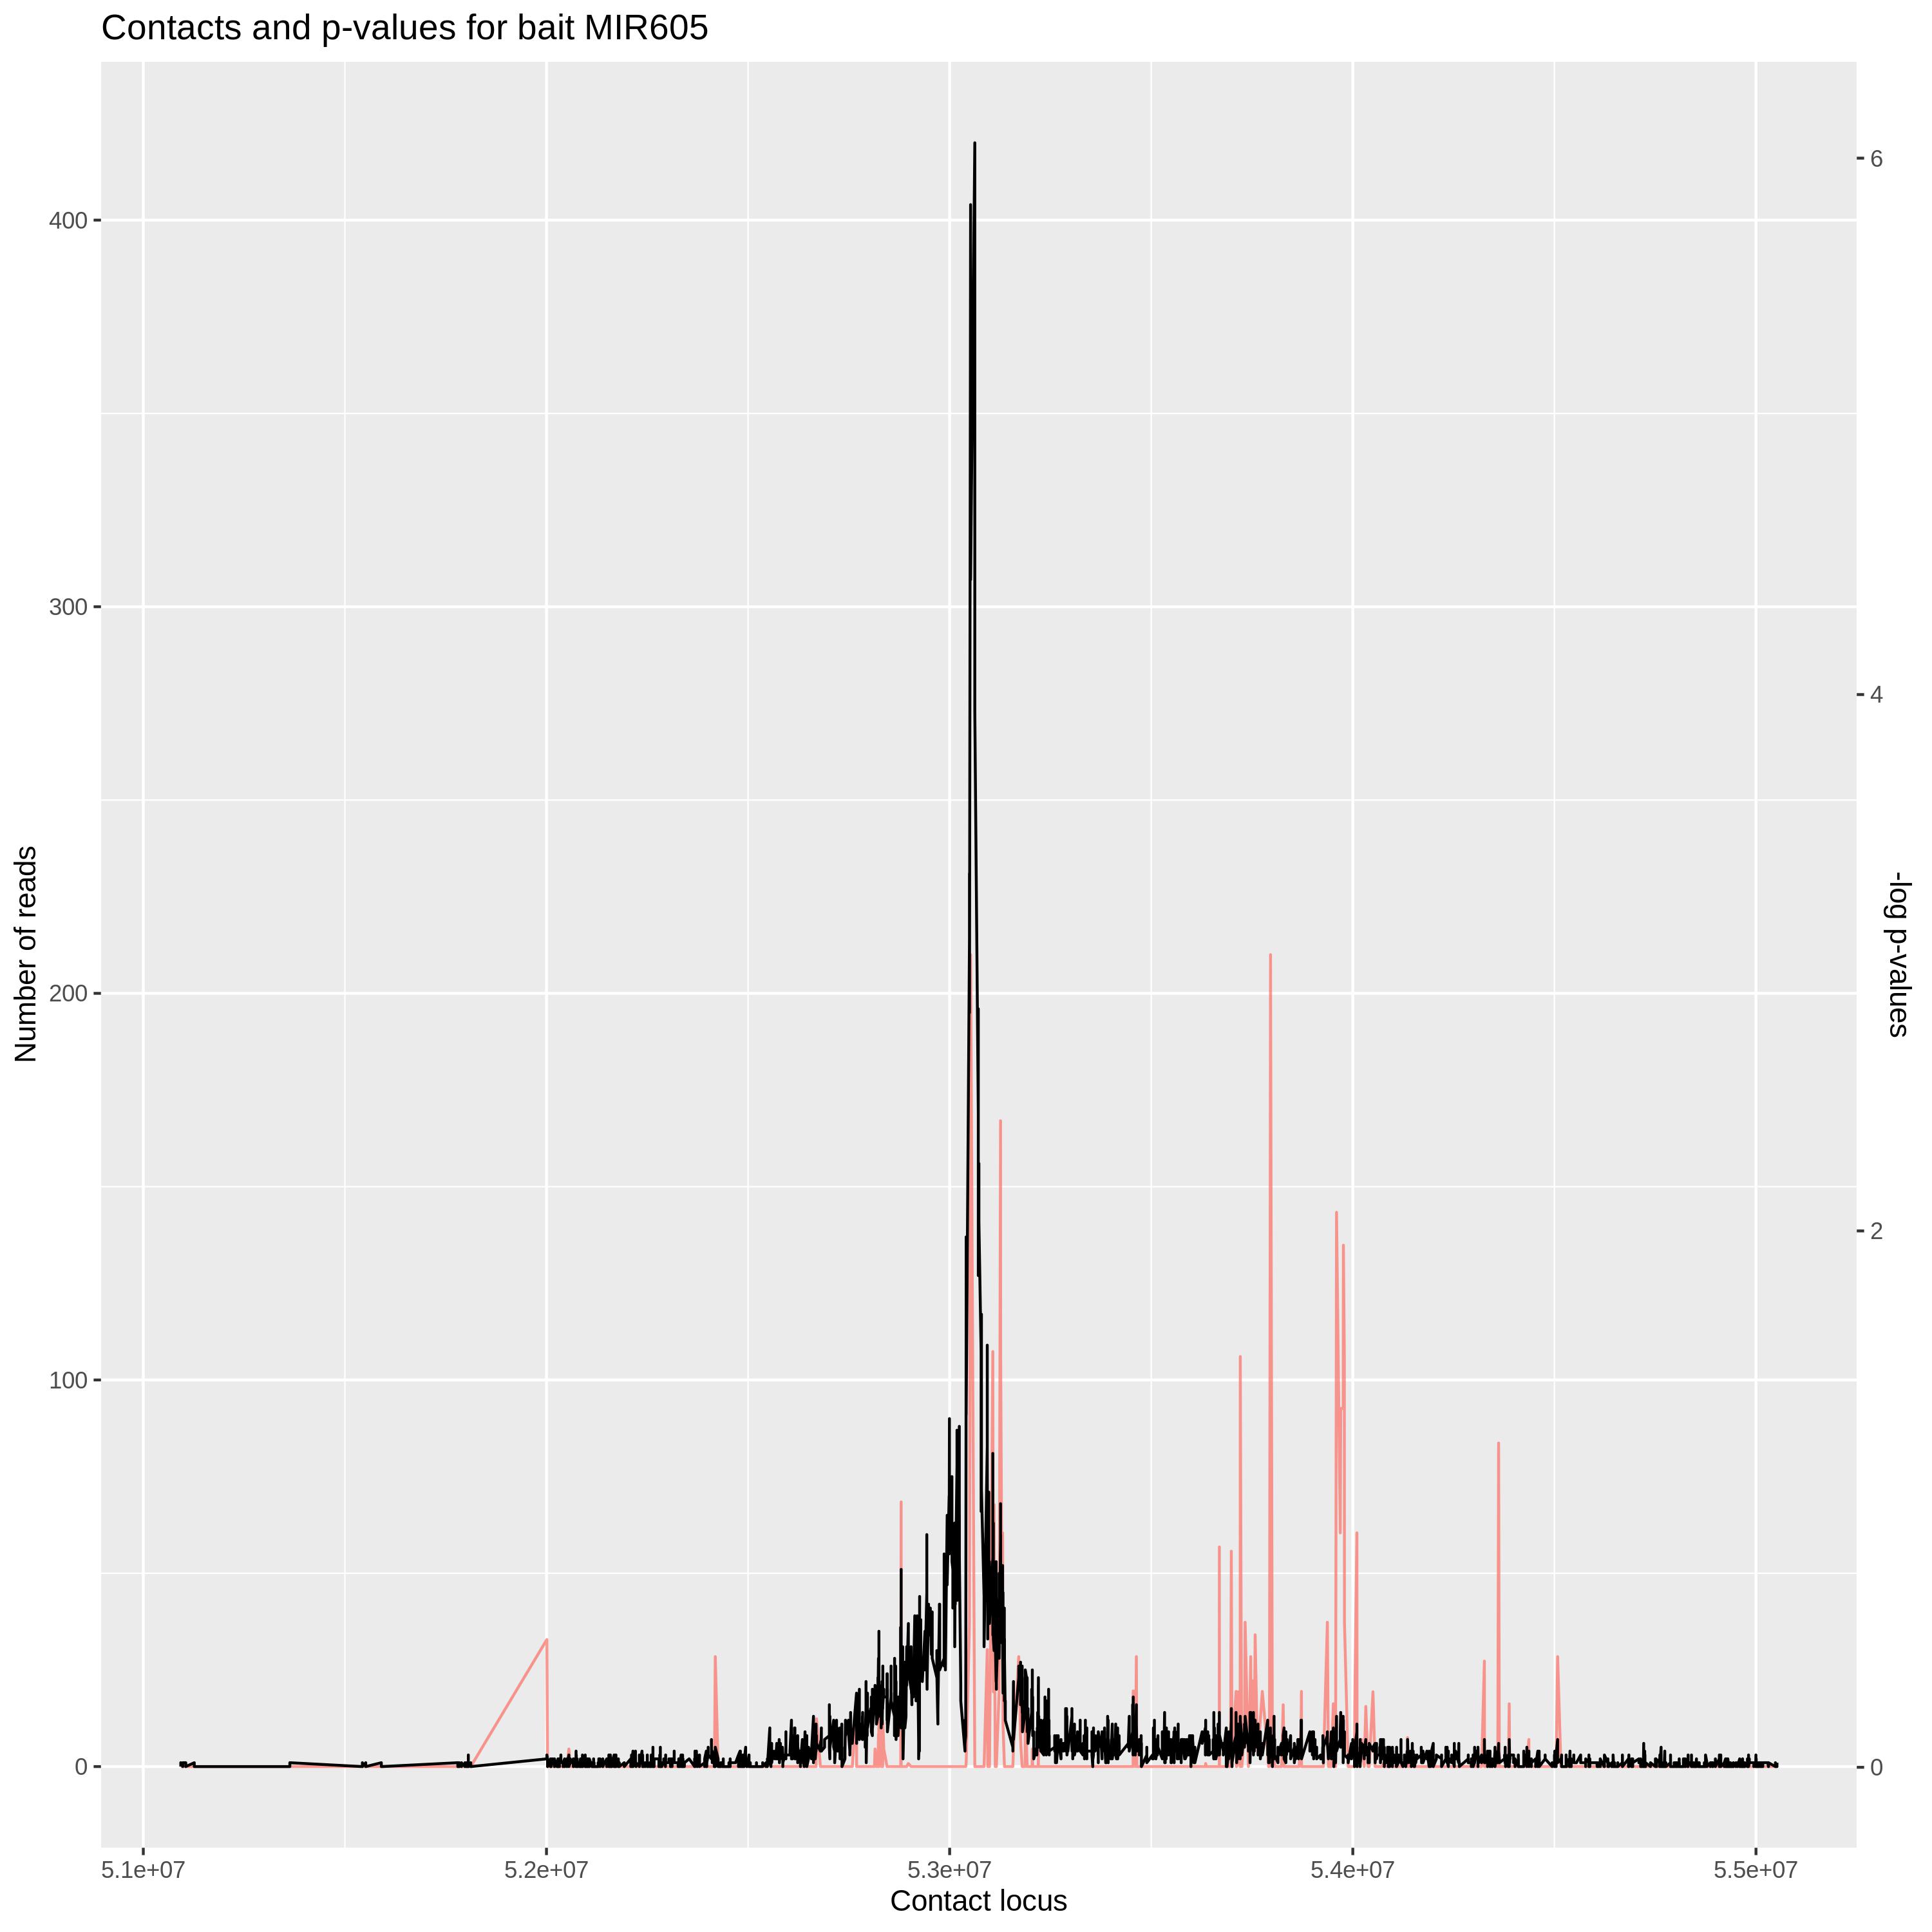 Contacts and p-values for bait MIR605
400
300
200
100
0
Number of reads
6
4
2
0
-log p-values
5.1e+07 5.2e+07 5.3e+07 5.4e+07 5.5e+07
Contact locus